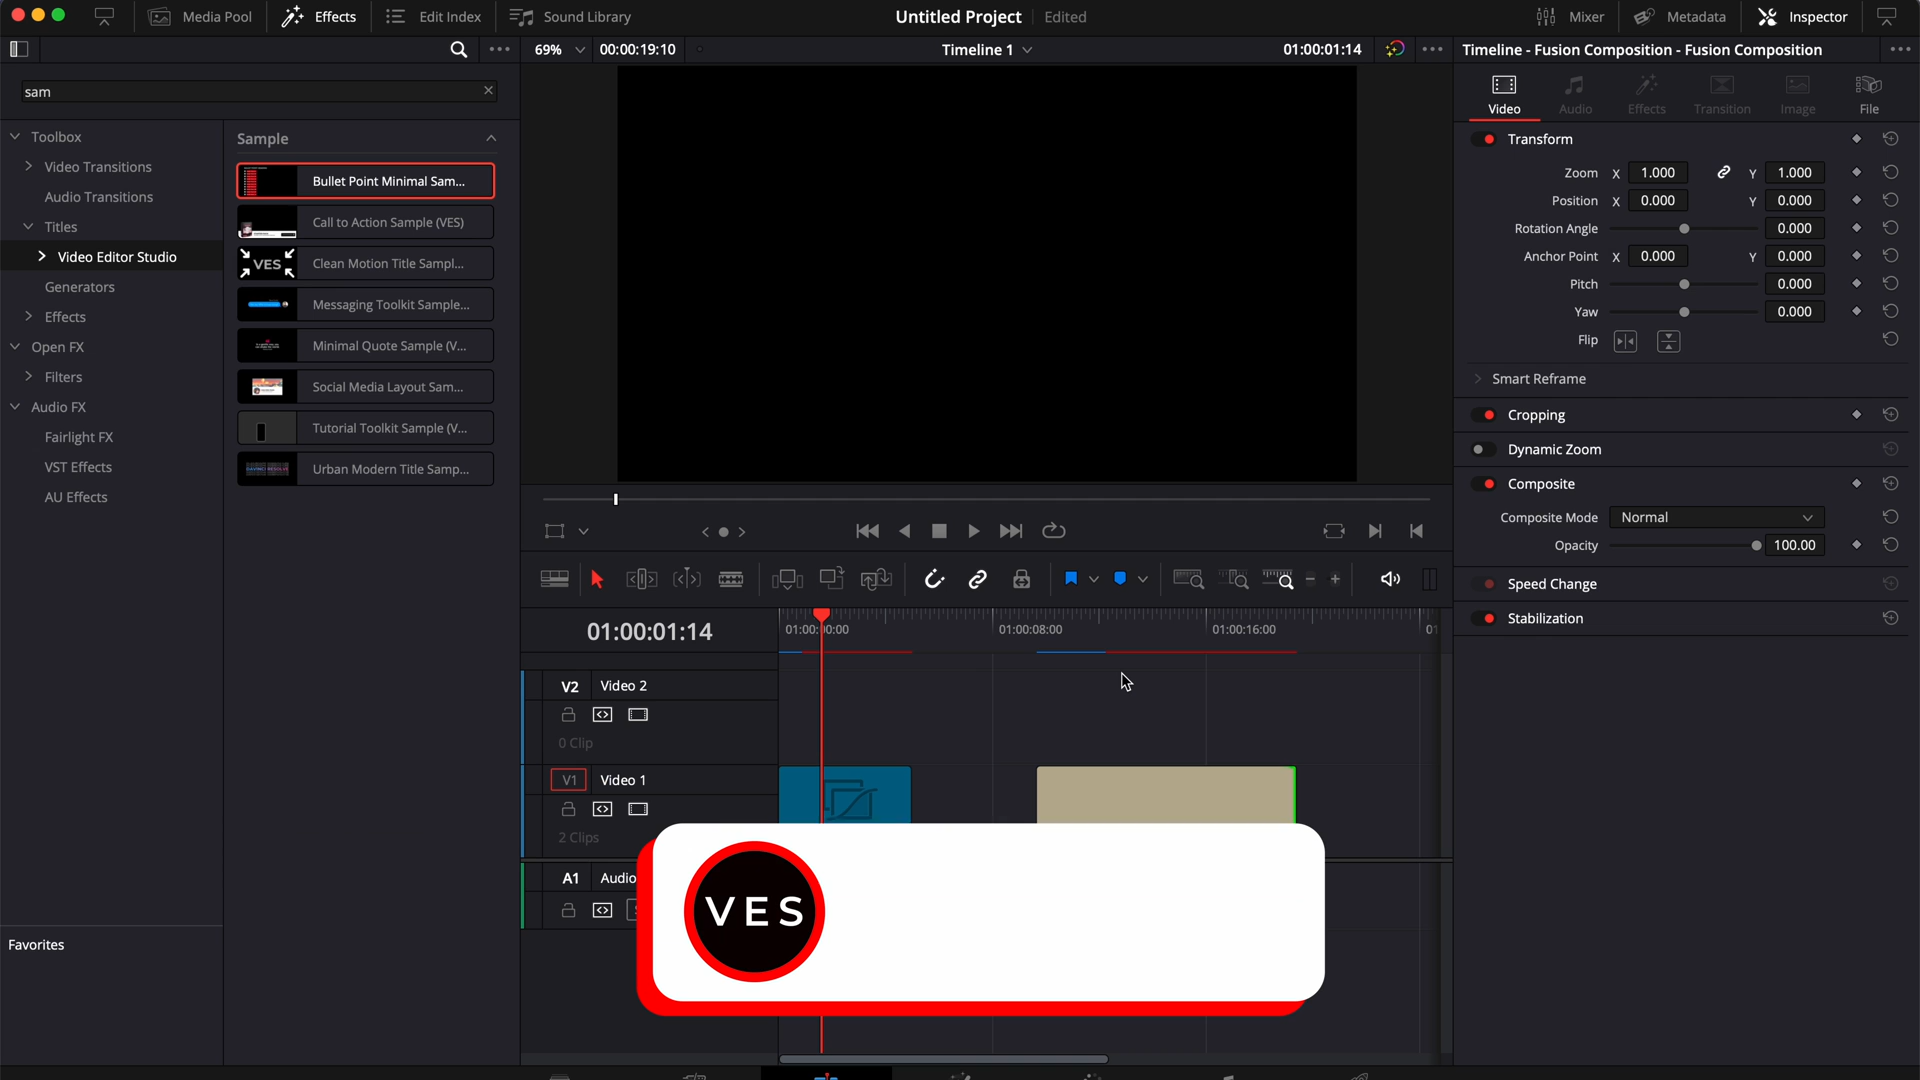 Media Pool
Effects
Edit Index
Sound Library
Untitled Project
Edited
Mixer
Metadata
Inspector
69%
00:00:19:10
Timeline 1
01:00:01:14
Timeline - Fusion Composition - Fusion Composition
sam
Toolbox
Video Transitions
Audio Transitions
Titles
Video Editor Studio
Generators
Effects
Open FX
Filters
Audio FX
Fairlight FX
VST Effects
AU Effects
Favorites
Sample
Bullet Point Minimal Sam...
Call to Action Sample (VES)
VES
Clean Motion Title Sampl...
Messaging Toolkit Sample...
Minimal Quote Sample (V...
Social Media Layout Sam...
Tutorial Toolkit Sample (V...
Urban Modern Title Samp...
Video
Audio
Effects
Transition
Image
File
Transform
Zoom X 1.000 Y 1.000
Position X 0.000 Y 0.000
Rotation Angle 0.000
Anchor Point X 0.000 Y 0.000
Pitch 0.000
Yaw 0.000
Flip
Smart Reframe
Cropping
Dynamic Zoom
Composite
Composite Mode Normal
Opacity 100.00
Speed Change
Stabilization
01:00:01:14
01:00:00:00
01:00:08:00
01:00:16:00
01
V2 Video 2
0 Clip
V1 Video 1
2 Clips
A1 Audio
VES